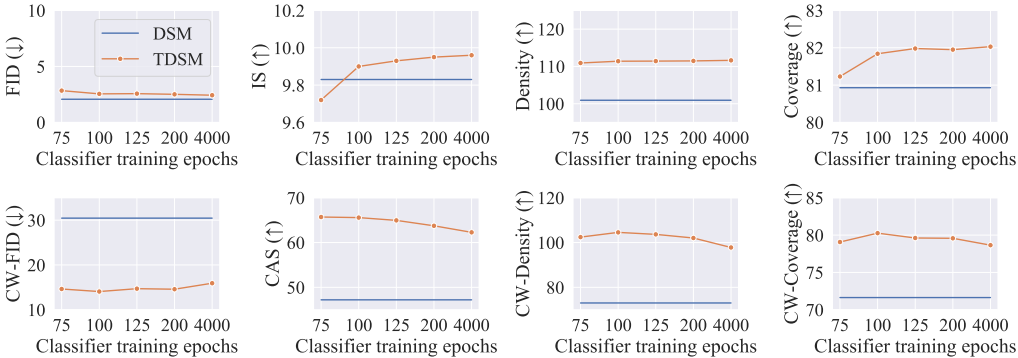 FID (↓)
10
5
0
DSM
TDSM
75 100 125 200 4000
Classifier training epochs
IS (↑)
10.2
10.0
9.8
9.6
75 100 125 200 4000
Classifier training epochs
Density (↑)
120
110
100
75 100 125 200 4000
Classifier training epochs
Coverage (↑)
83
82
81
80
75 100 125 200 4000
Classifier training epochs
CW-FID (↓)
30
20
10
75 100 125 200 4000
Classifier training epochs
CAS (↑)
70
60
50
75 100 125 200 4000
Classifier training epochs
CW-Density (↑)
120
100
80
75 100 125 200 4000
Classifier training epochs
CW-Coverage (↑)
85
80
75
70
75 100 125 200 4000
Classifier training epochs